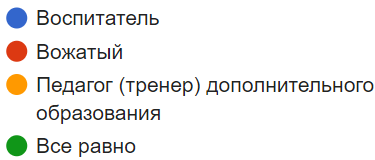 Воспитатель
Вожатый
Педагог (тренер) дополнительного
образования
Все равно